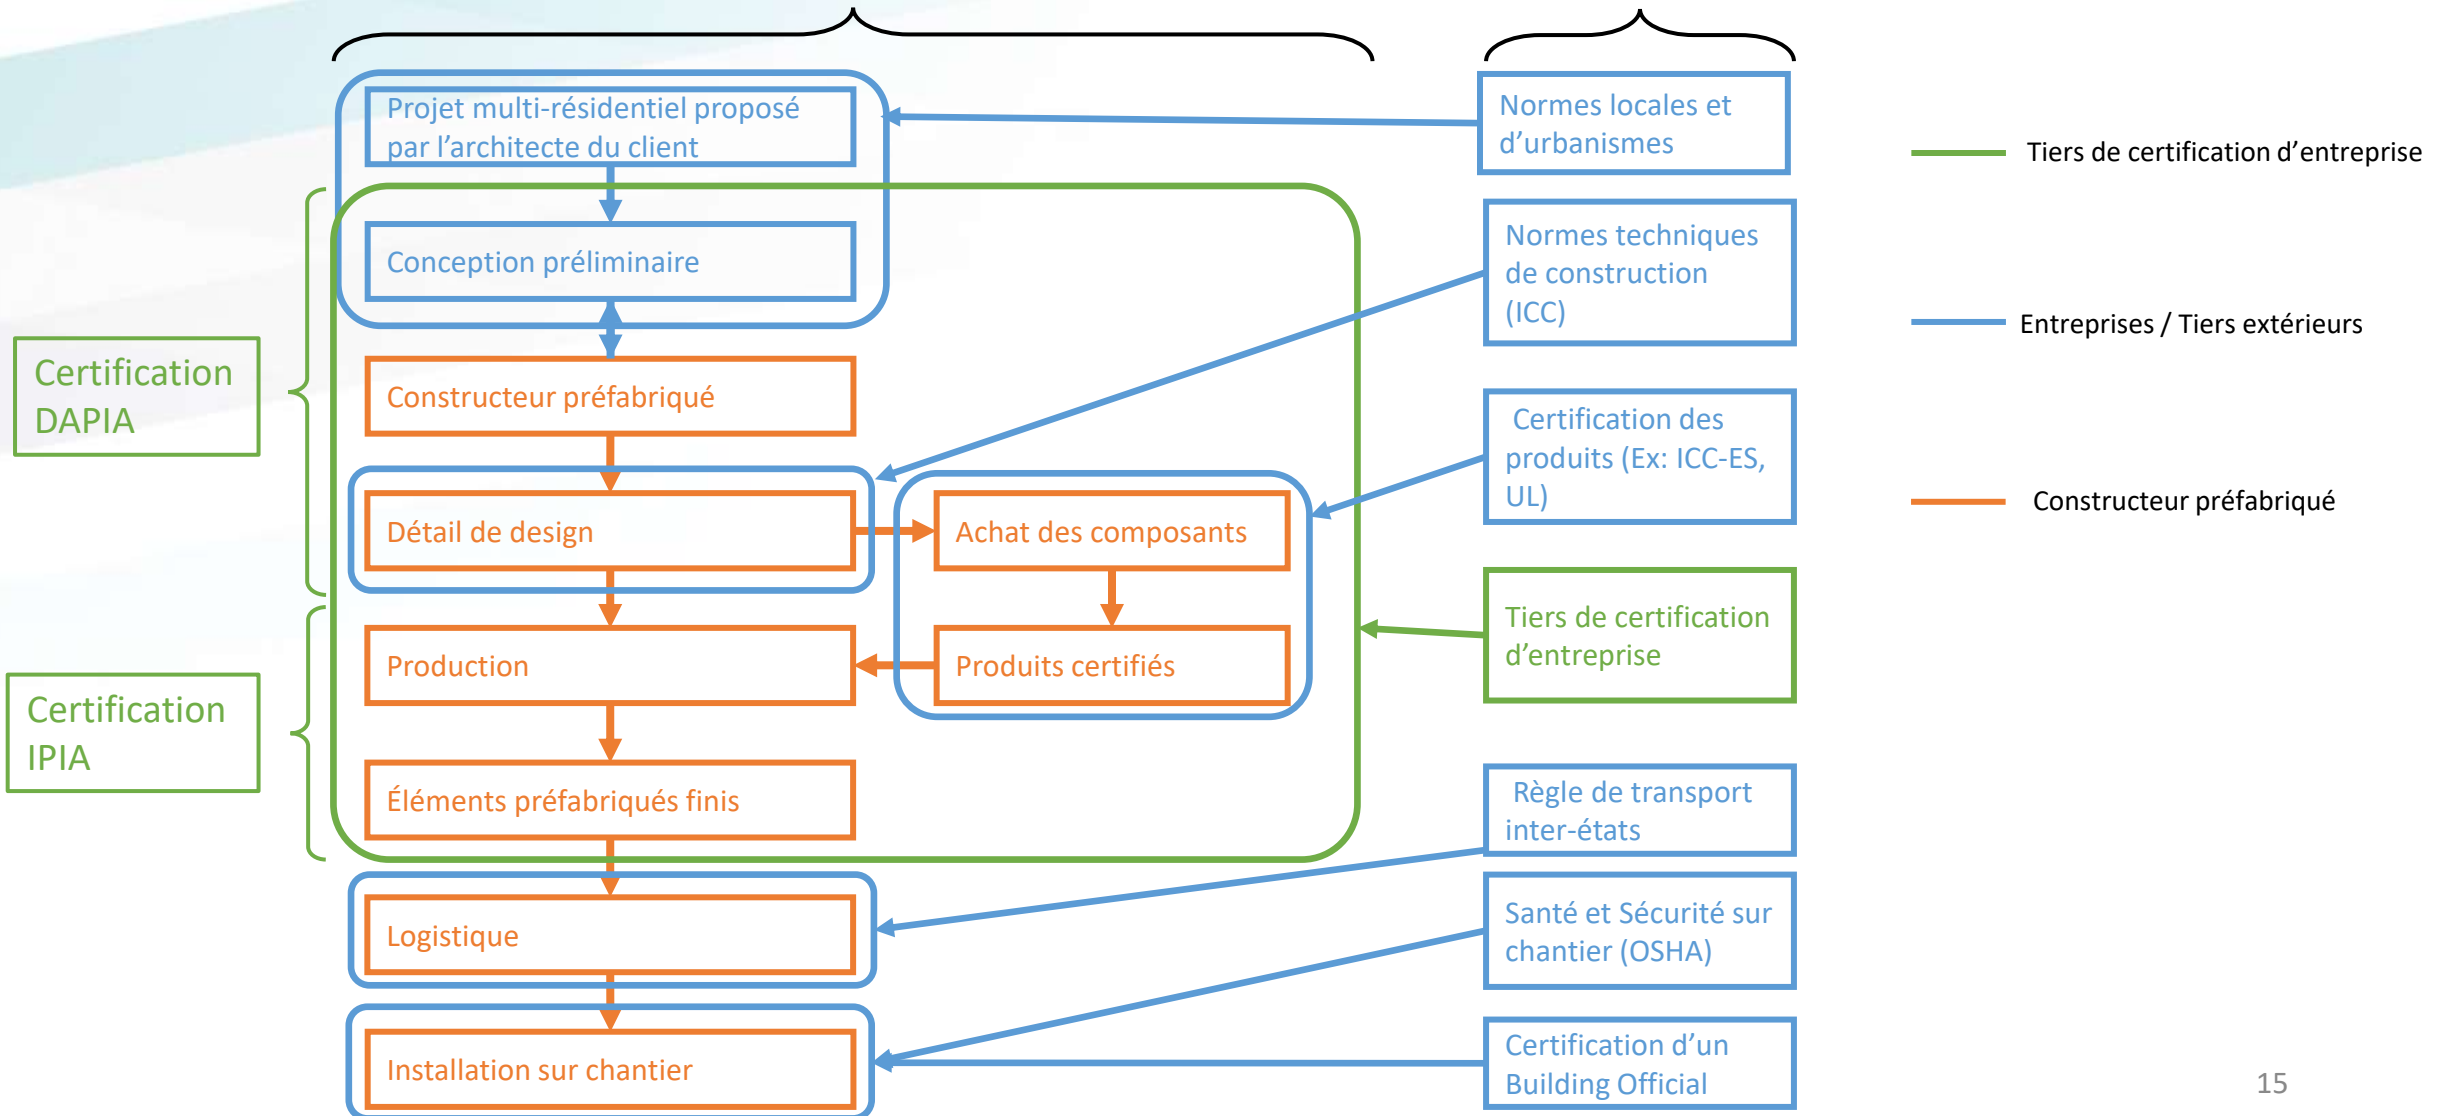 Projet multi-résidentiel proposé
par l'architecte du client
Conception préliminaire
Constructeur préfabriqué
Détail de design
Achat des composants
Production
Produits certifiés
Éléments préfabriqués finis
Logistique
Installation sur chantier
Certification
DAPIA
Certification
IPIA
Normes locales et
d'urbanismes
Normes techniques
de construction
(ICC)
Certification des
produits (Ex: ICC-ES,
UL)
Tiers de certification
d'entreprise
Règle de transport
inter-états
Santé et Sécurité sur
chantier (OSHA)
Certification d'un
Building Official
Tiers de certification d'entreprise
Entreprises / Tiers extérieurs
Constructeur préfabriqué
15